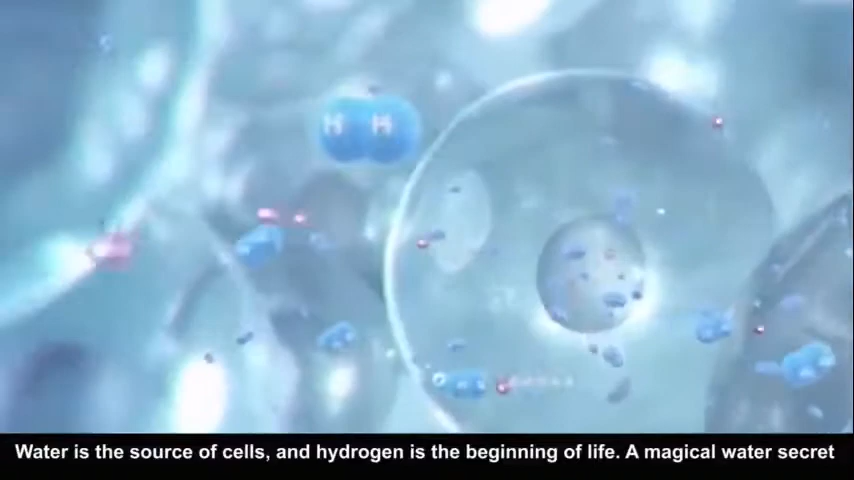 H H
Water is the source of cells, and hydrogen is the beginning of life. A magical water secret